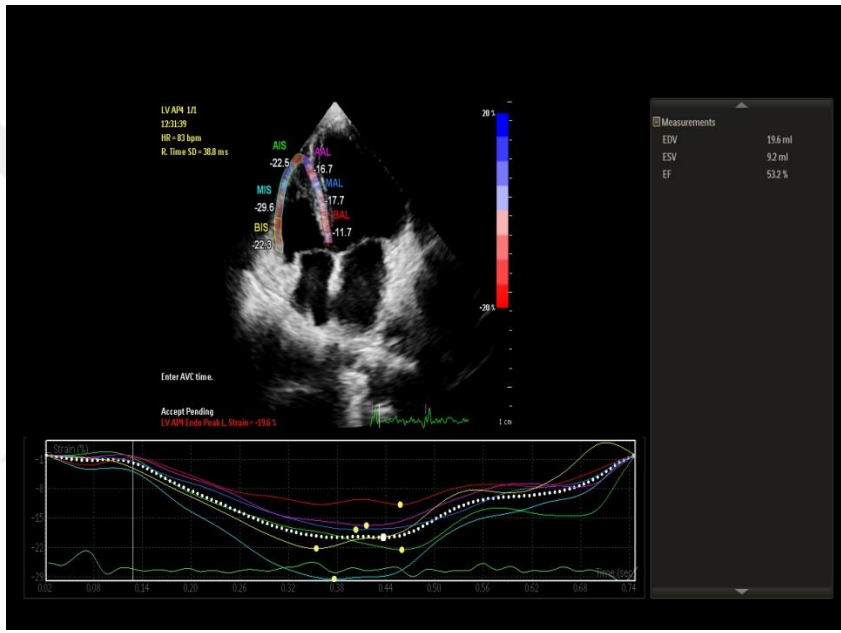 LV AP4 1/1
12:31:39
HR = 83 bpm
R. Time SD = 38.8 ms
AIS
-22.5
AAL
-16.7
MIS
-29.6
MAL
-17.7
BIS
-22.3
BAL
-11.7
20%
-20%
Measurements
EDV 19.6 ml
ESV 9.2 ml
EF 53.2 %
Enter AVC time.
Accept Pending
LV AP4 Endo Peak L. Strain = -19.6 %
1 cm
Strain (%)
-1
-8
-15
-22
-29
Time (sec)
0.02 0.08 0.14 0.20 0.26 0.32 0.38 0.44 0.50 0.56 0.62 0.68 0.74